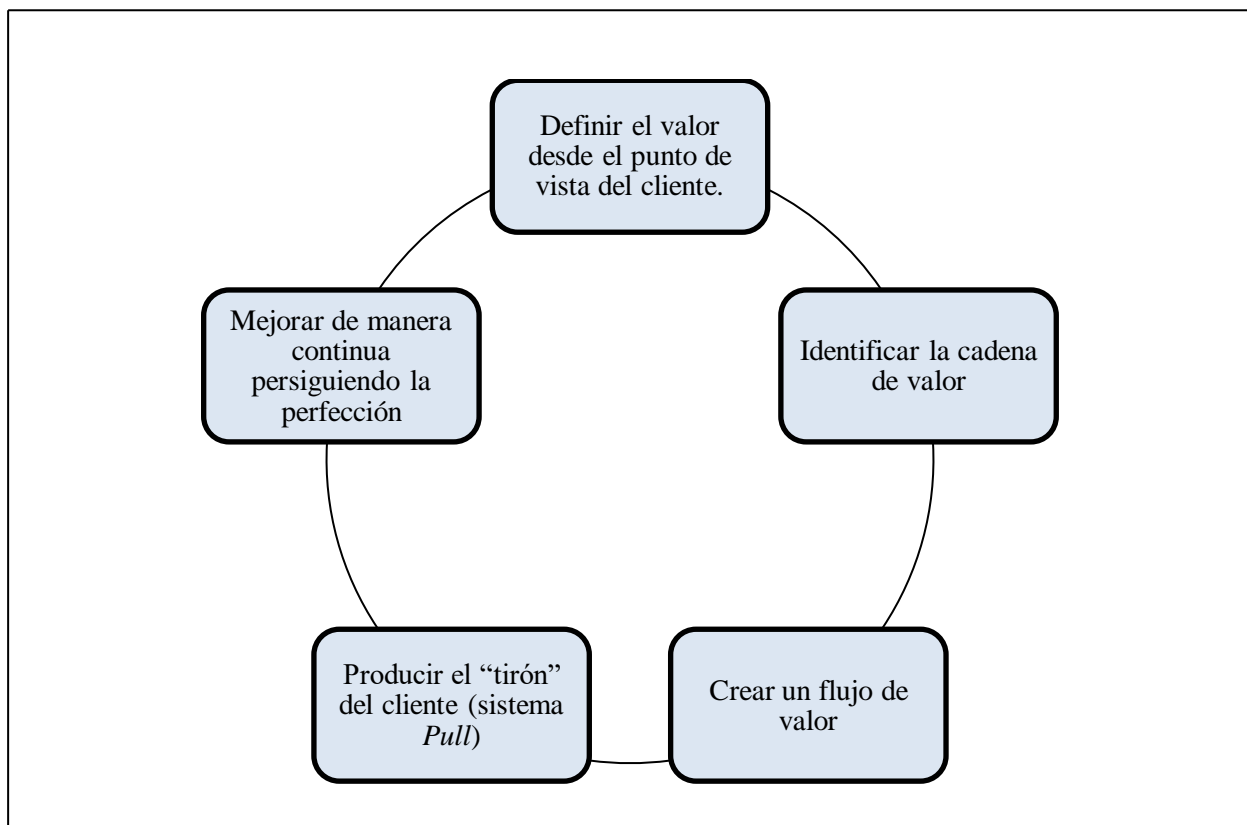 Definir el valor
desde el punto de
vista del cliente.
Identificar la cadena
de valor
Crear un flujo de
valor
Producir el “tirón”
del cliente (sistema
Pull)
Mejorar de manera
continua
persiguiendo la
perfección